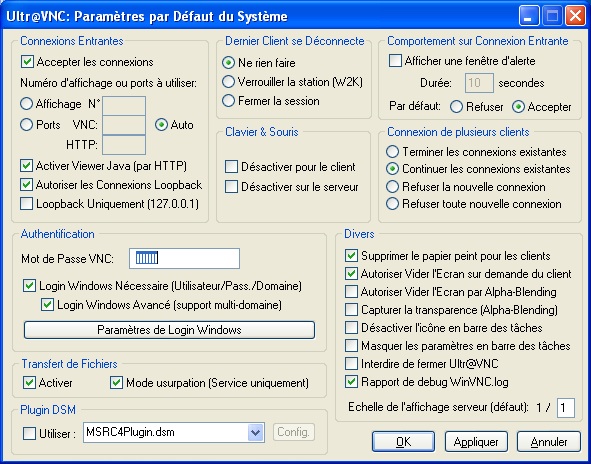 Ultr@VNC: Paramètres par Défaut du Système
Connexions Entrantes
Accepter les connexions
Numéro d'affichage ou ports à utiliser:
Affichage N°
Ports VNC: Auto
HTTP:
Activer Viewer Java (par HTTP)
Autoriser les Connexions Loopback
Loopback Uniquement (127.0.0.1)
Dernier Client se Déconnecte
Ne rien faire
Verrouiller la station (W2K)
Fermer la session
Clavier & Souris
Désactiver pour le client
Désactiver sur le serveur
Comportement sur Connexion Entrante
Afficher une fenêtre d'alerte
Durée: 10 secondes
Par défaut: Refuser Accepter
Connexion de plusieurs clients
Terminer les connexions existantes
Continuer les connexions existantes
Refuser la nouvelle connexion
Refuser toute nouvelle connexion
Authentification
Mot de Passe VNC:
Login Windows Nécessaire (Utilisateur/Pass./Domaine)
Login Windows Avancé (support multi-domaine)
Paramètres de Login Windows
Transfert de Fichiers
Activer Mode usurpation (Service uniquement)
Plugin DSM
Utiliser : MSRC4Plugin.dsm Config.
Divers
Supprimer le papier peint pour les clients
Autoriser Vider l'Ecran sur demande du client
Autoriser Vider l'Ecran par Alpha-Blending
Capturer la transparence (Alpha-Blending)
Désactiver l'icône en barre des tâches
Masquer les paramètres en barre des tâches
Interdire de fermer Ultr@VNC
Rapport de debug WinVNC.log
Echelle de l'affichage serveur (défaut): 1 / 1
OK Appliquer Annuler